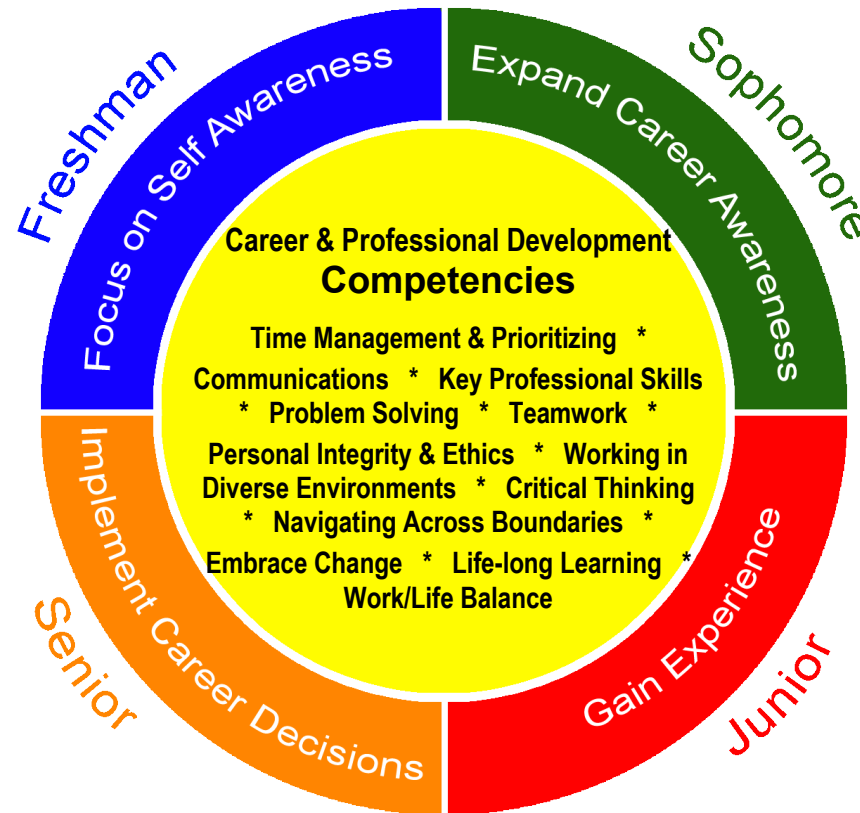 Freshman
Focus on Self Awareness
Sophomore
Expand Career Awareness
Career & Professional Development
Competencies
Time Management & Prioritizing *
Communications * Key Professional Skills
* Problem Solving * Teamwork *
Personal Integrity & Ethics * Working in
Diverse Environments * Critical Thinking
* Navigating Across Boundaries *
Embrace Change * Life-long Learning *
Work/Life Balance
Junior
Gain Experience
Senior
Implement Career Decisions